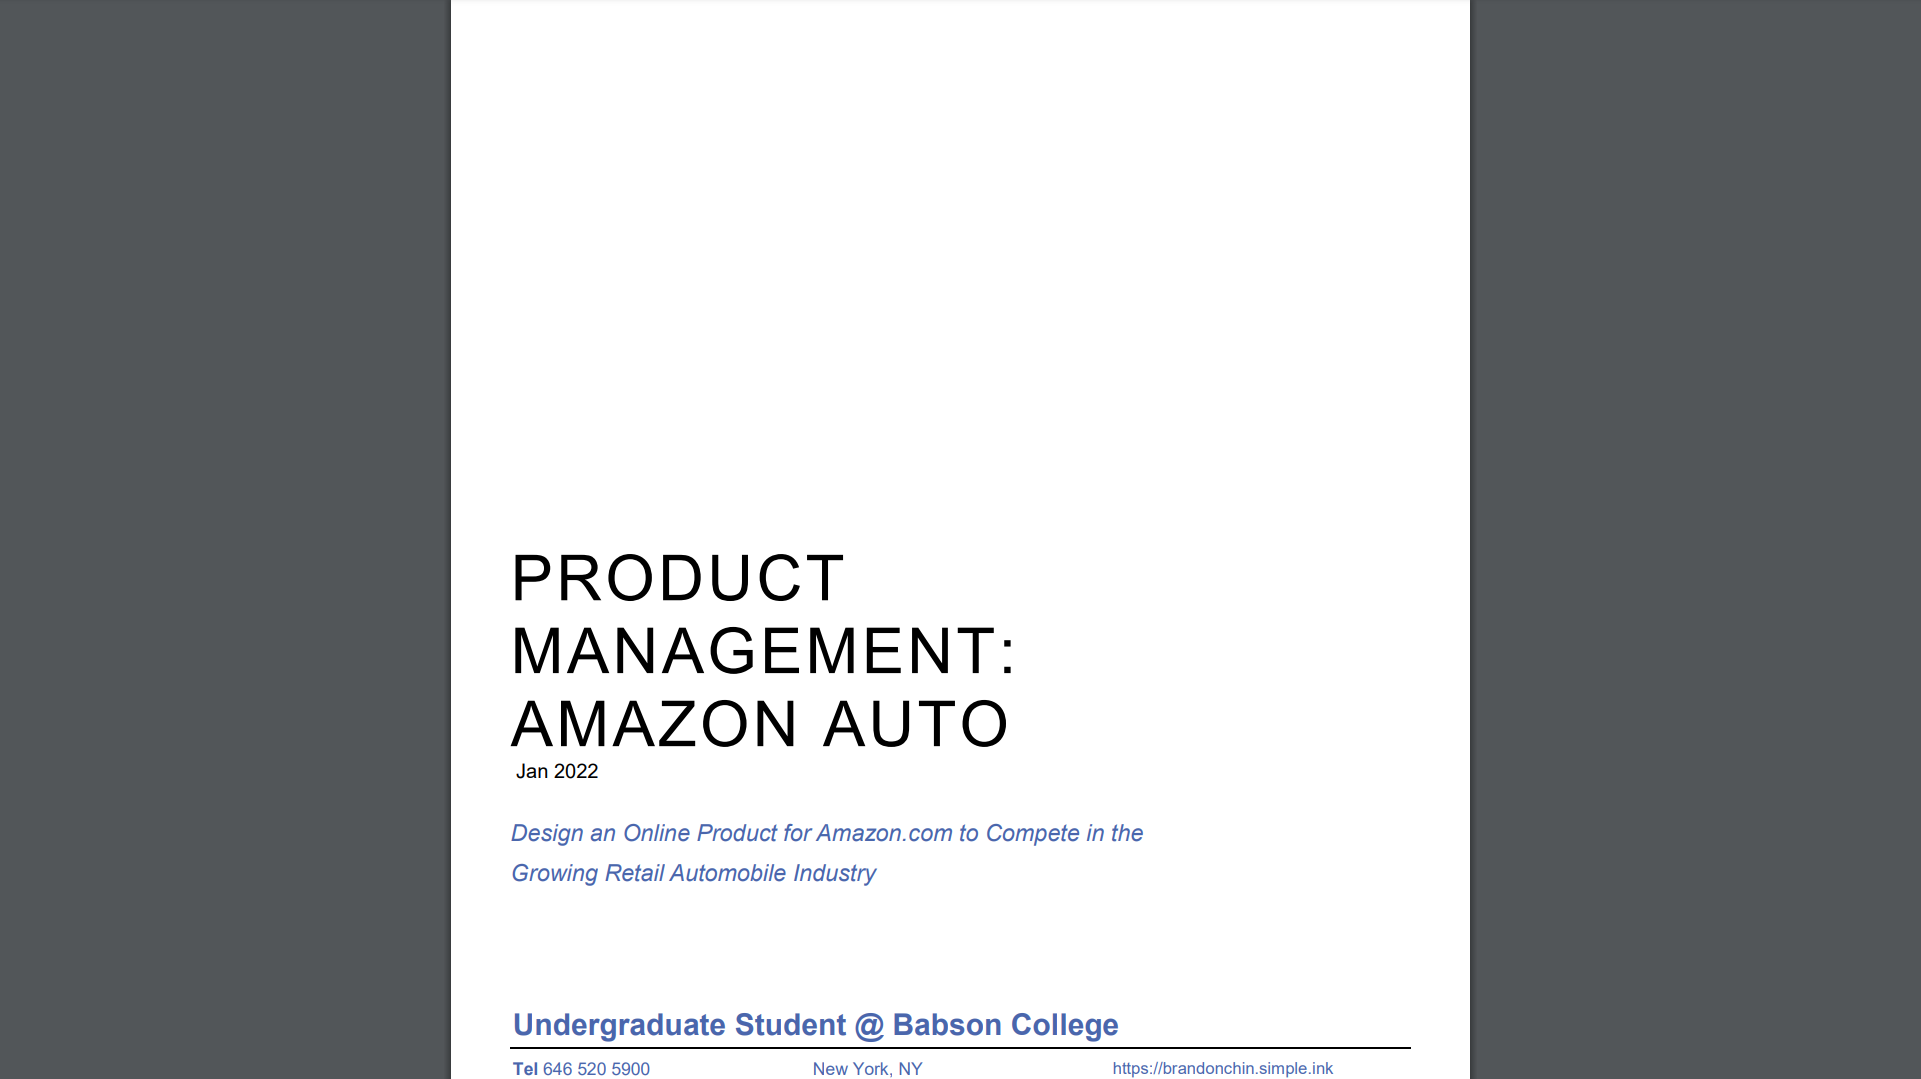 PRODUCT
MANAGEMENT:
AMAZON AUTO
Jan 2022
Design an Online Product for Amazon.com to Compete in the
Growing Retail Automobile Industry
Undergraduate Student @ Babson College
Tel 646 520 5900 New York, NY https://brandonchin.simple.ink